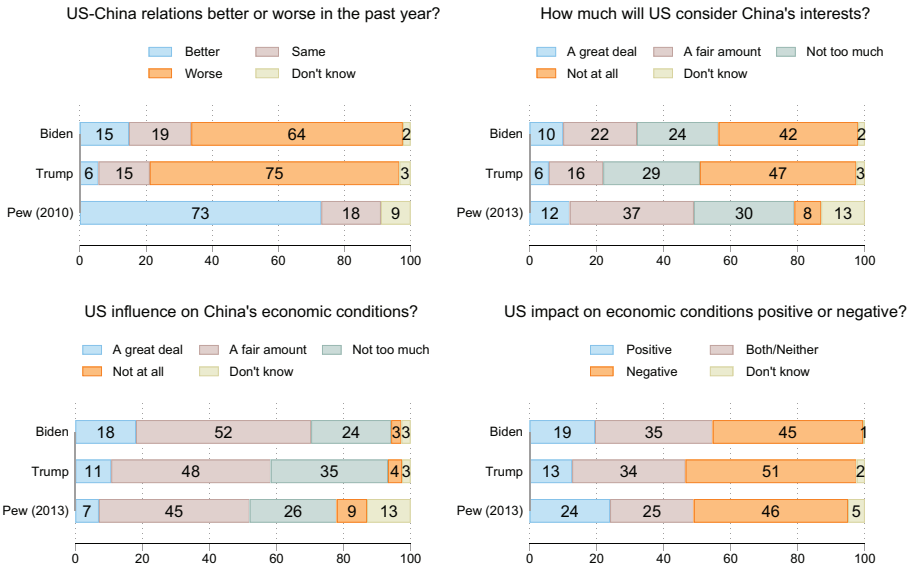 US-China relations better or worse in the past year?
Better Same
Worse Don't know
Biden 15 19 64 2
Trump 6 15 75 3
Pew (2010) 73 18 9
0 20 40 60 80 100
How much will US consider China's interests?
A great deal A fair amount Not too much
Not at all Don't know
Biden 10 22 24 42 2
Trump 6 16 29 47 3
Pew (2013) 12 37 30 8 13
0 20 40 60 80 100
US influence on China's economic conditions?
A great deal A fair amount Not too much
Not at all Don't know
Biden 18 52 24 3 3
Trump 11 48 35 4 3
Pew (2013) 7 45 26 9 13
0 20 40 60 80 100
US impact on economic conditions positive or negative?
Positive Both/Neither
Negative Don't know
Biden 19 35 45 1
Trump 13 34 51 2
Pew (2013) 24 25 46 5
0 20 40 60 80 100